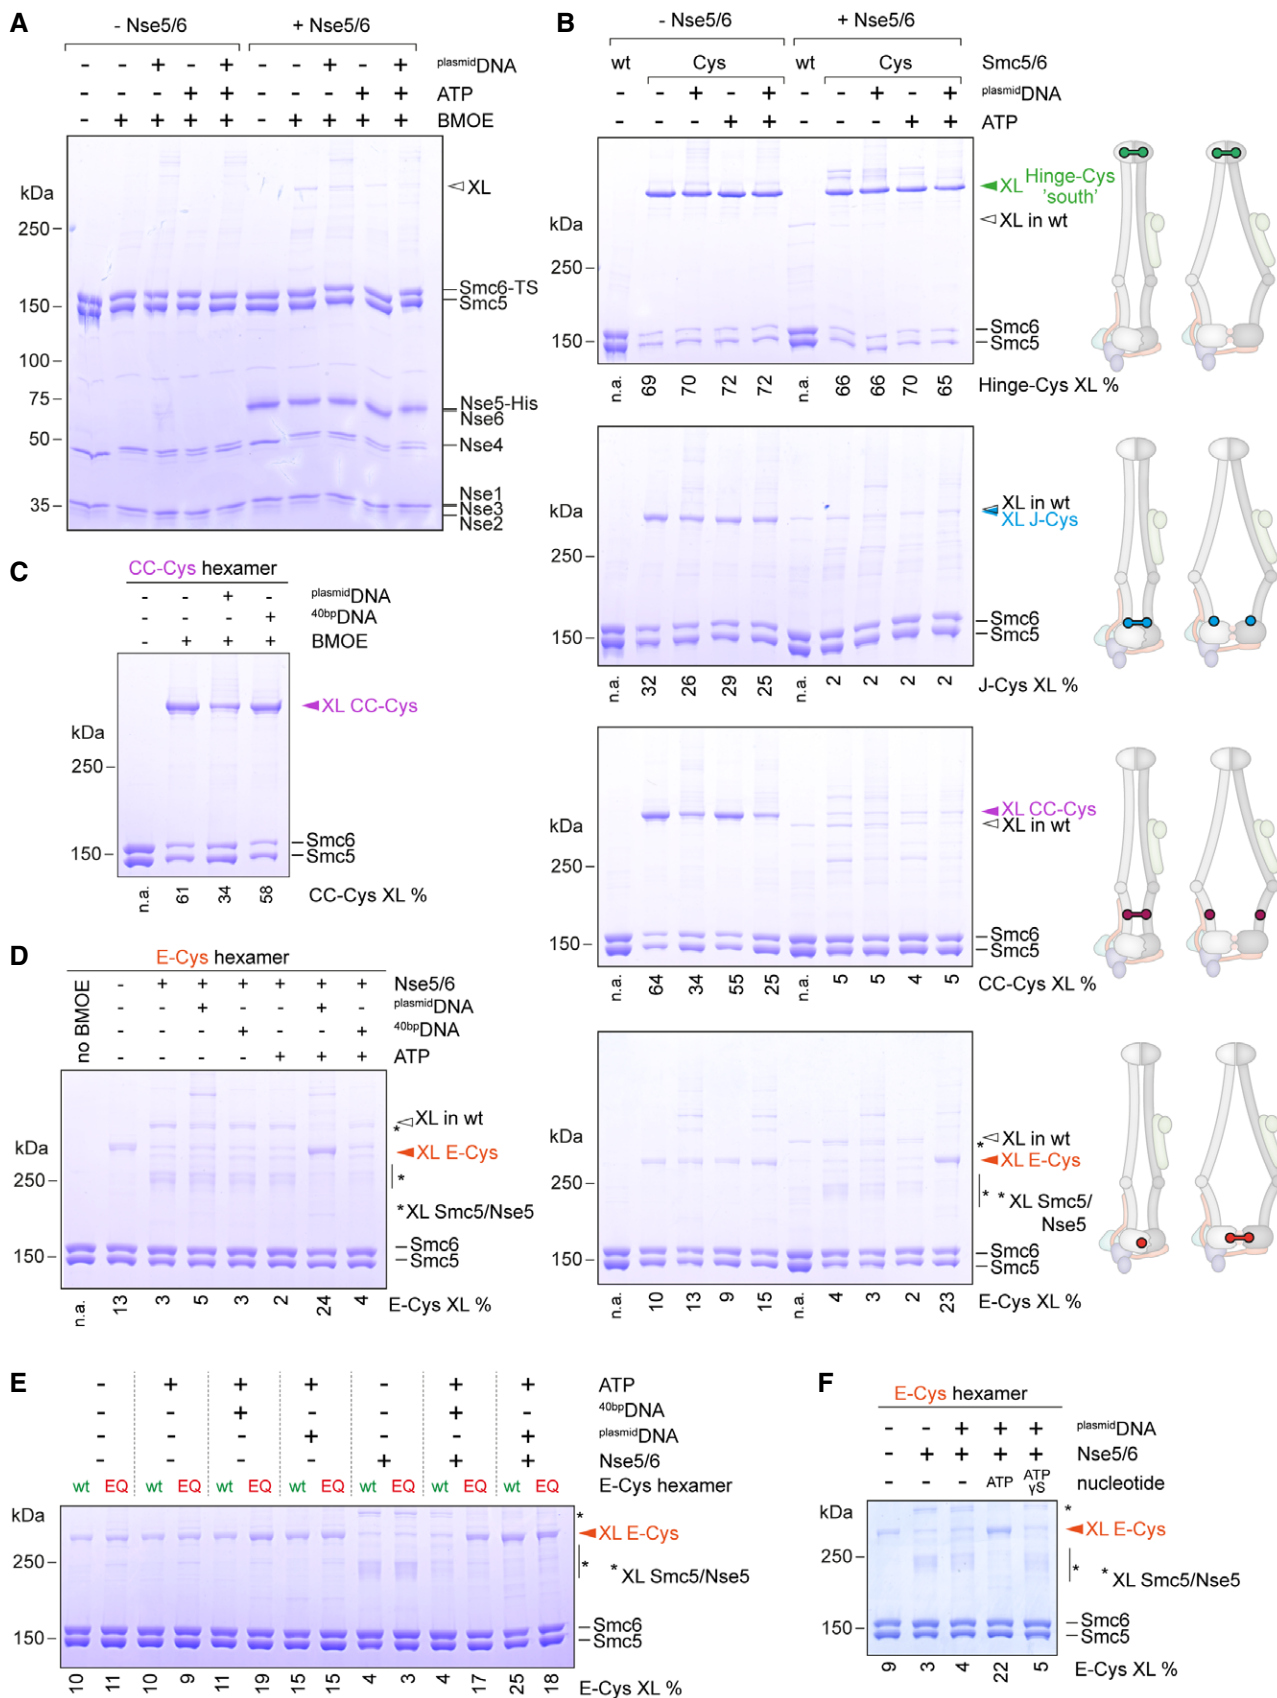 A
- Nse5/6 + Nse5/6
- - + - + - - + - + plasmidDNA
- - - + + - - - + + ATP
- + + + + - + + + + BMOE
kDa
XL
250
Smc6-TS
150
Smc5
100
75
Nse5-His
Nse6
50
Nse4
Nse1
35
Nse3
Nse2
B
- Nse5/6 + Nse5/6
wt Cys wt Cys Smc5/6
- - + - + - - + - + plasmidDNA
- - - + + - - - + + ATP
XL Hinge-Cys
'south'
XL in wt
kDa
250
Smc6
150
Smc5
n.a. 69 70 72 72 n.a. 66 66 70 65 Hinge-Cys XL %
XL in wt
kDa
XL J-Cys
250
Smc6
150
Smc5
n.a. 32 26 29 25 n.a. 2 2 2 2 J-Cys XL %
XL CC-Cys
kDa
XL in wt
250
Smc6
150
Smc5
n.a. 64 34 55 25 n.a. 5 5 4 5 CC-Cys XL %
kDa
XL in wt
*
XL E-Cys
250
* * XL Smc5/
Nse5
Smc6
150
Smc5
n.a. 10 13 9 15 n.a. 4 3 2 23 E-Cys XL %
C
CC-Cys hexamer
- - + - plasmidDNA
- - - + 40bpDNA
- + + + BMOE
XL CC-Cys
kDa
250
Smc6
150
Smc5
n.a. 61 34 58 CC-Cys XL %
D
E-Cys hexamer
no BMOE
- + + + + + + Nse5/6
- - + - - + - plasmidDNA
- - - + - - + 40bpDNA
- - - - + + + ATP
XL in wt
*
kDa
XL E-Cys
250
*
*XL Smc5/Nse5
Smc6
150
Smc5
n.a. 13 3 5 3 2 24 4 E-Cys XL %
E
- + + + - + + ATP
- - + - - + - 40bpDNA
- - - + - - + plasmidDNA
- - - - + + + Nse5/6
wt EQ wt EQ wt EQ wt EQ wt EQ wt EQ wt EQ E-Cys hexamer
kDa
*
XL E-Cys
250
* * XL Smc5/Nse5
Smc6
150
Smc5
10 11 10 9 11 19 15 15 4 3 4 17 25 18 E-Cys XL %
F
E-Cys hexamer
- - + + + plasmidDNA
- + + + + Nse5/6
- - - ATP ATP γS nucleotide
kDa
*
XL E-Cys
250
* * XL Smc5/Nse5
Smc6
150
Smc5
9 3 4 22 5 E-Cys XL %